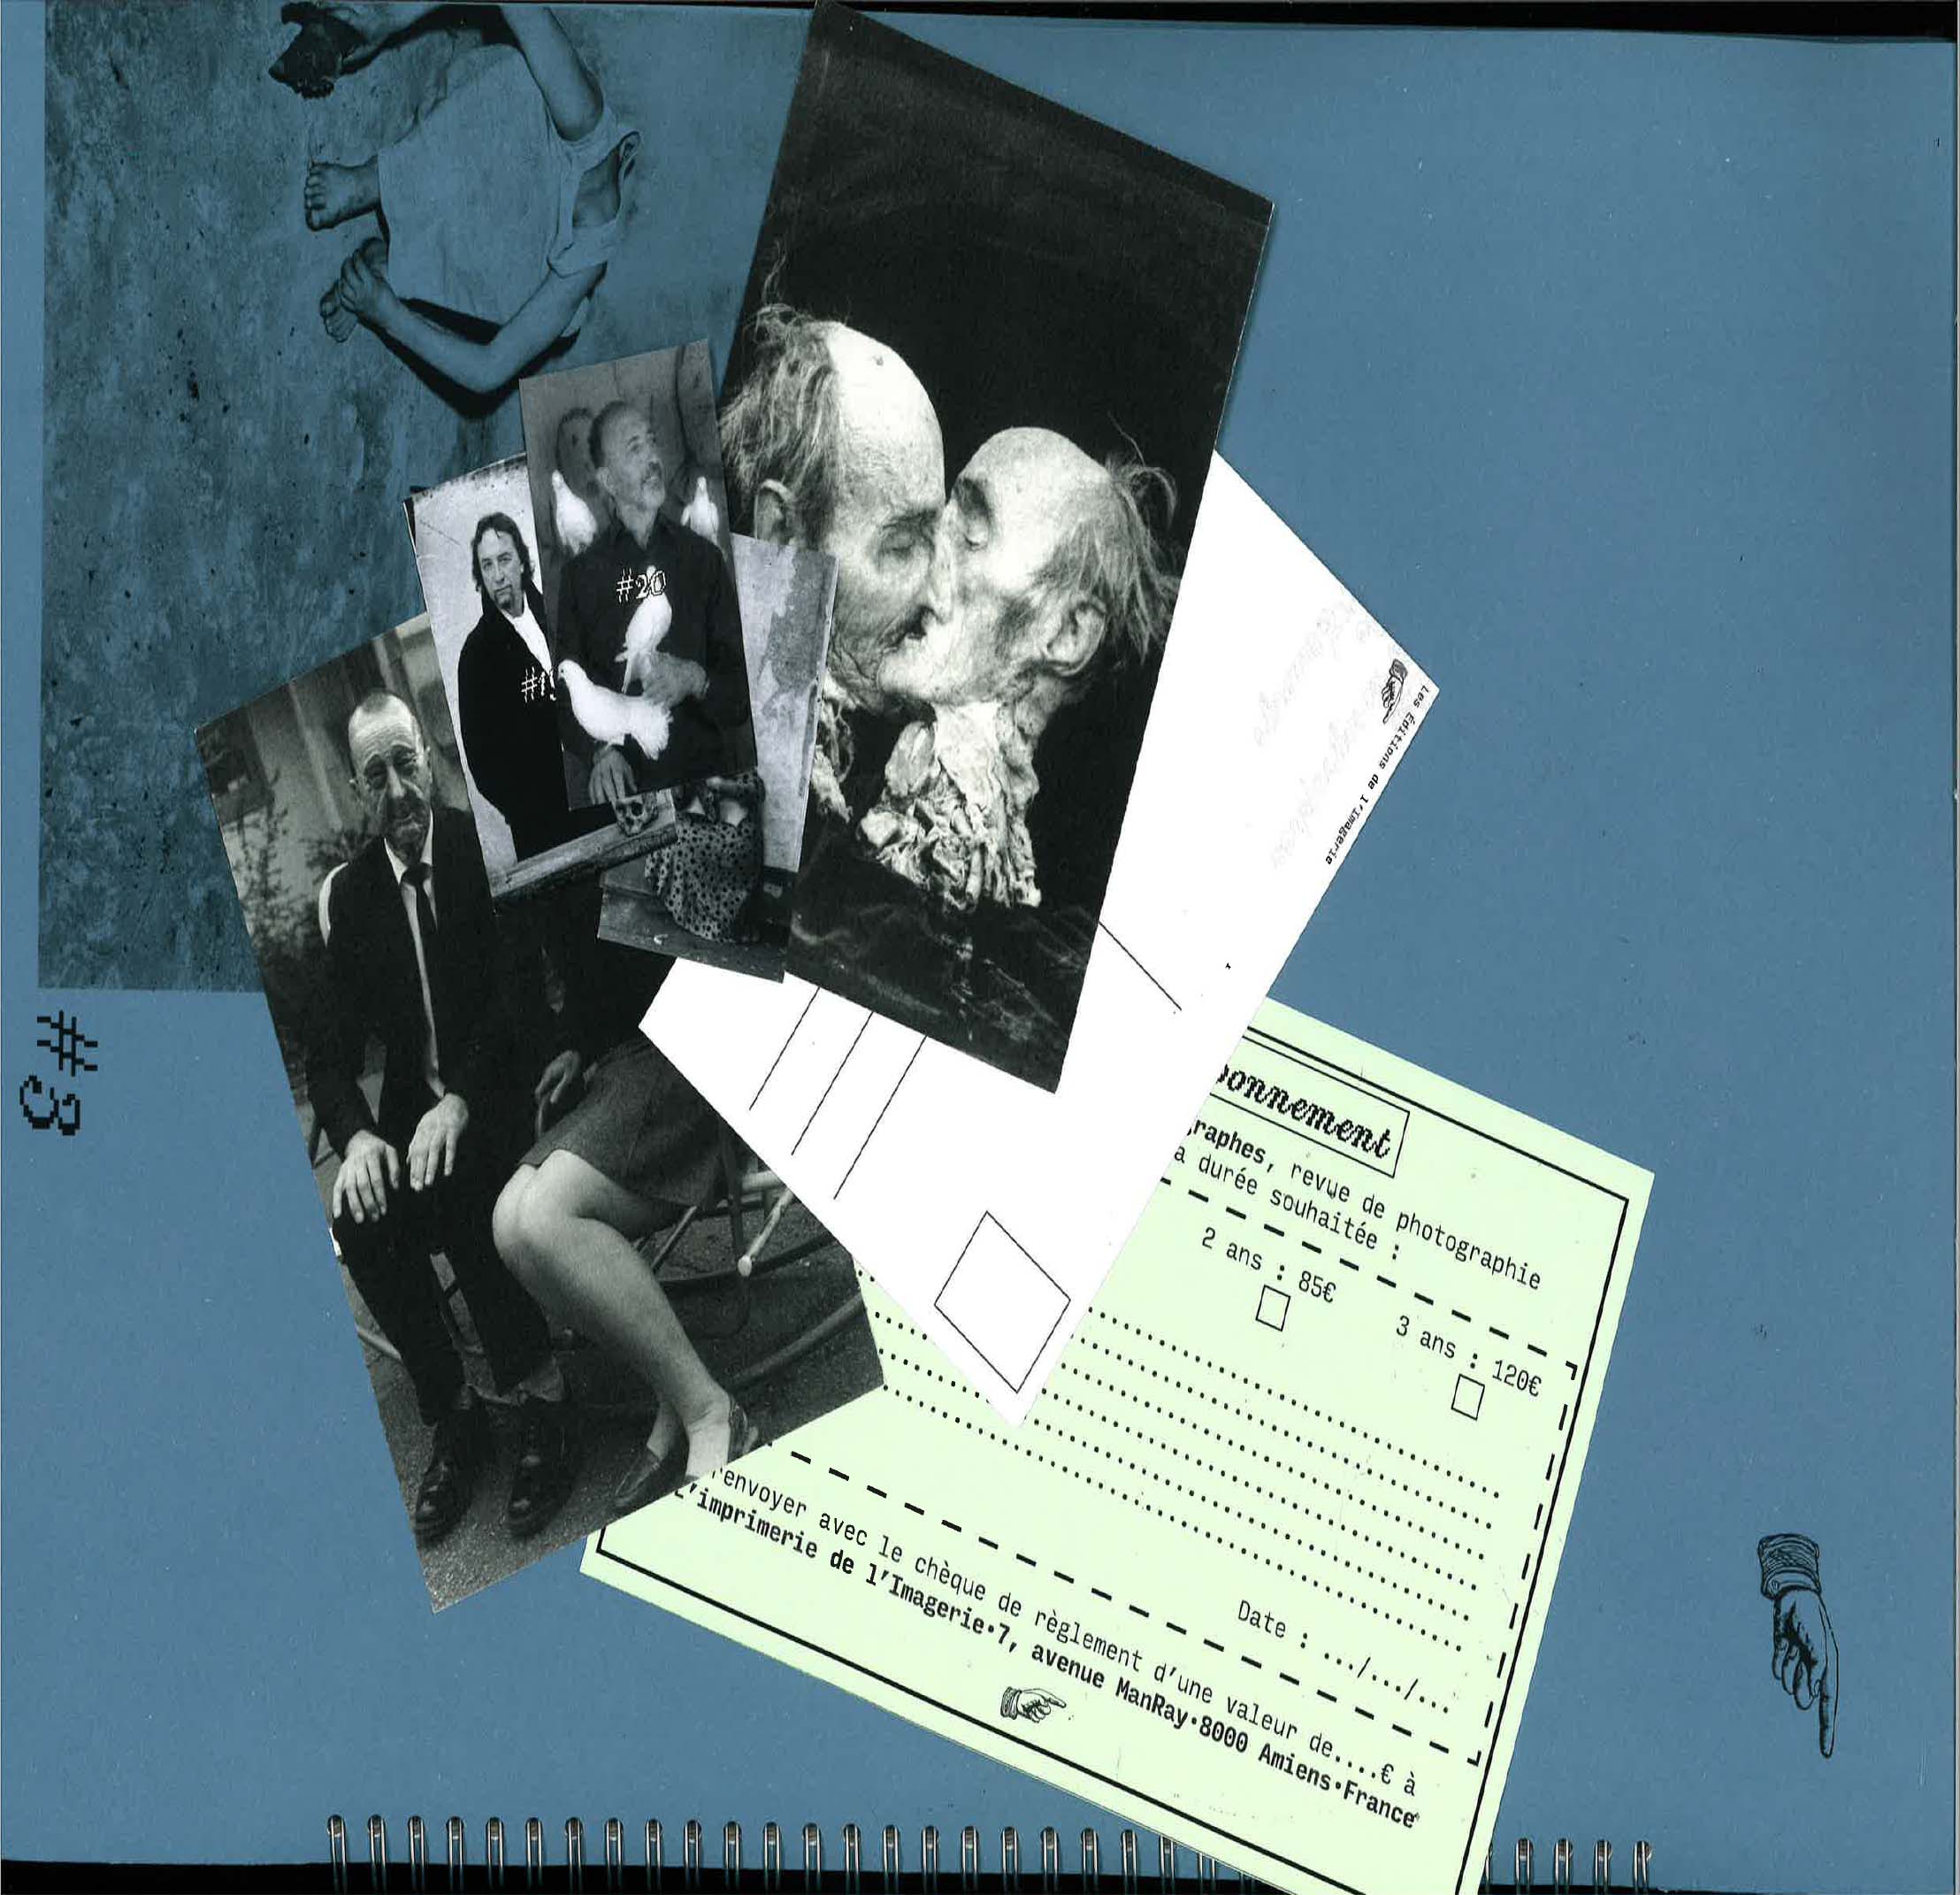 #20
#1
Les Éditions de l'Imagerie
#3
onnement
graphes, revue de photographie
a durée souhaitée :
2 ans : 85€
3 ans : 120€
Date : .../.../...
renvoyer avec le chèque de règlement d'une valeur de....€ à
L'imprimerie de l'Imagerie•7, avenue ManRay•8000 Amiens•France